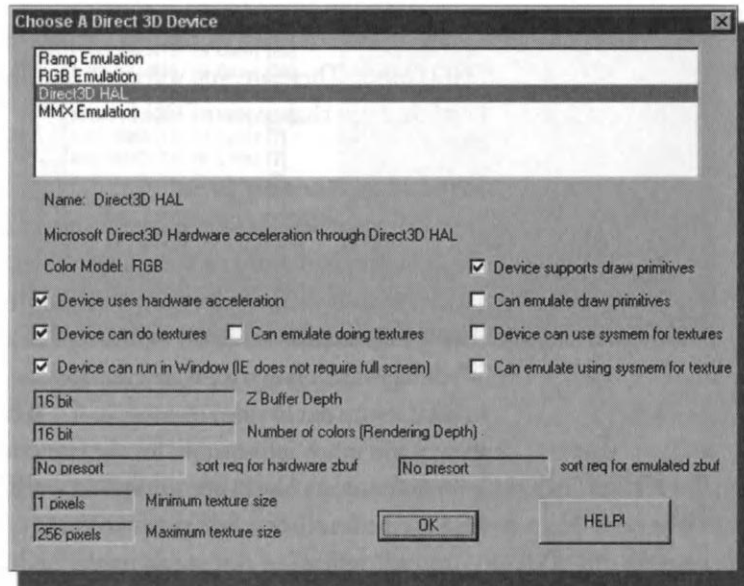 Choose A Direct 3D Device
Ramp Emulation
RGB Emulation
Direct3D HAL
MMX Emulation
Name: Direct3D HAL
Microsoft Direct3D Hardware acceleration through Direct3D HAL
Color Model: RGB
Device supports draw primitives
Device uses hardware acceleration
Can emulate draw primitives
Device can do textures
Can emulate doing textures
Device can use sysmem for textures
Device can run in Window (IE does not require full screen)
Can emulate using sysmem for texture
16 bit
Z Buffer Depth
16 bit
Number of colors (Rendering Depth)
No presort
sort req for hardware zbuf
No presort
sort req for emulated zbuf
1 pixels
Minimum texture size
256 pixels
Maximum texture size
OK
HELP!